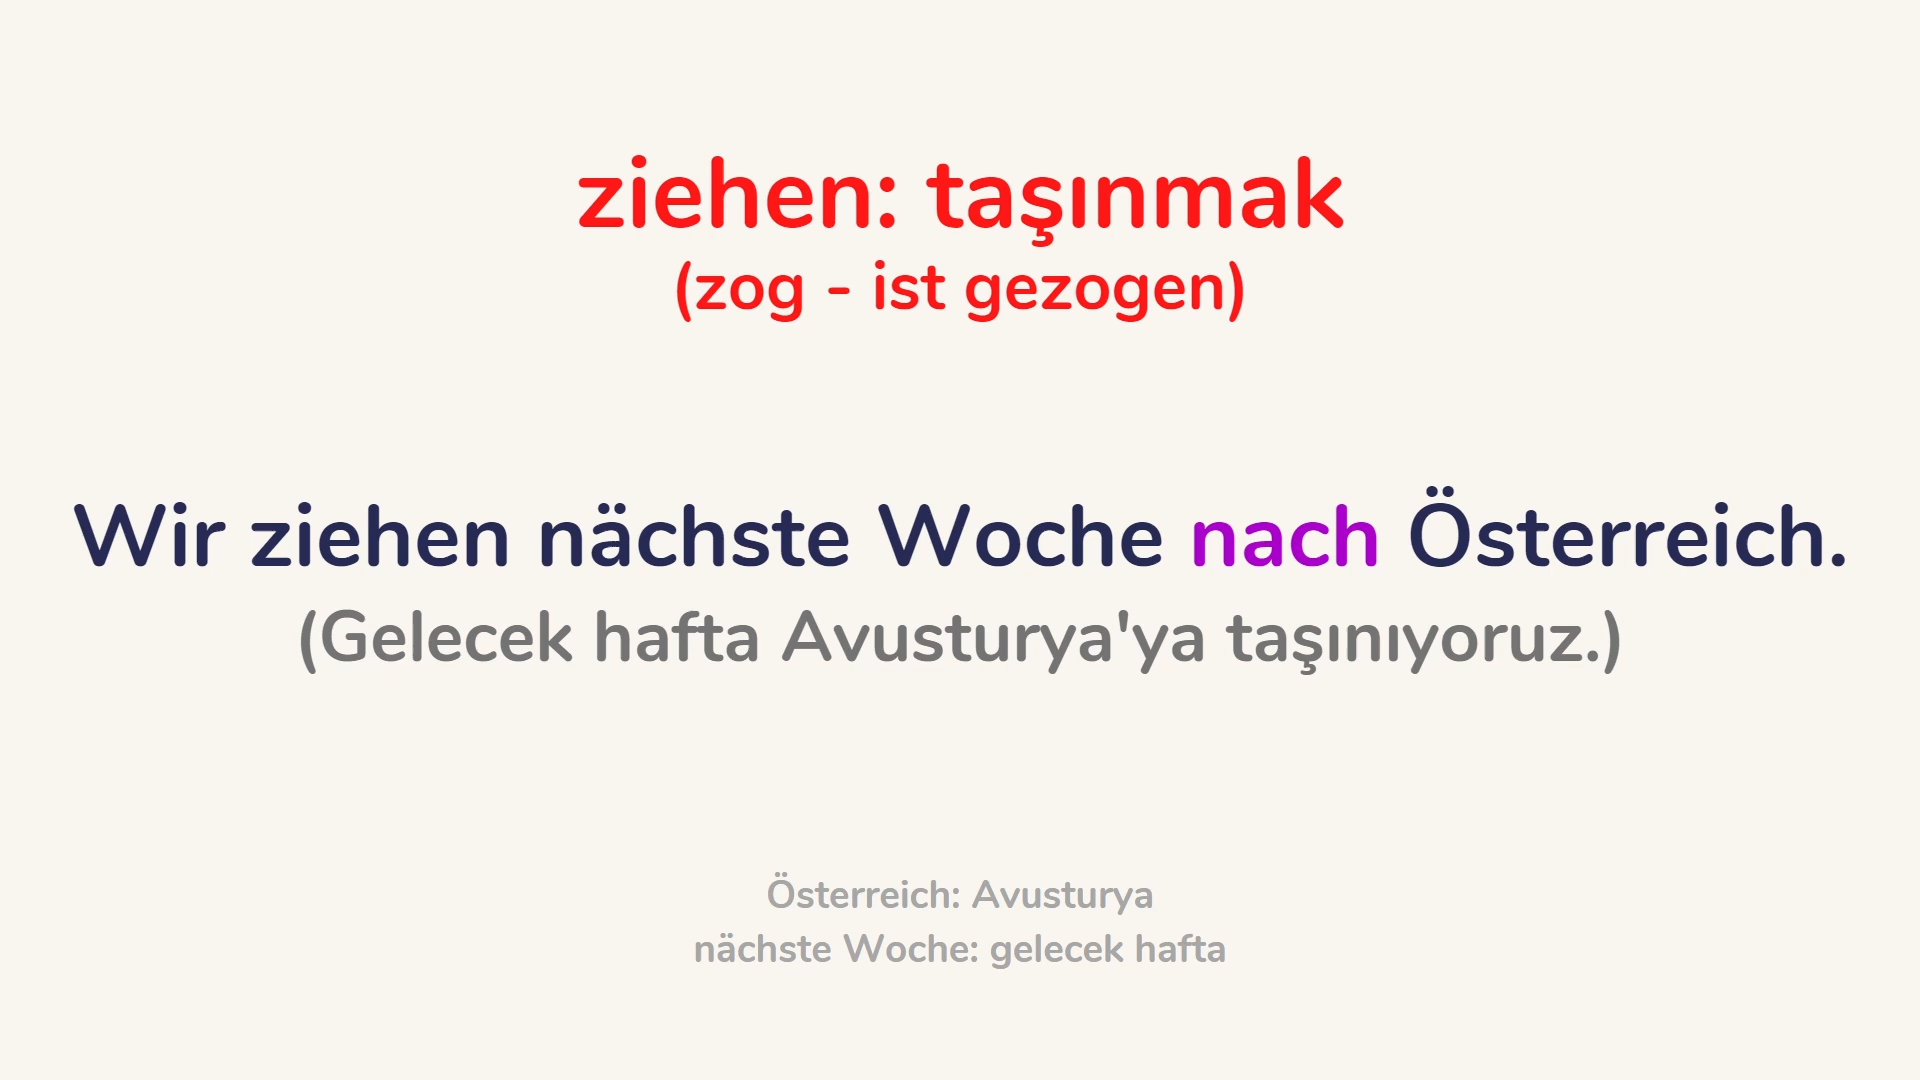 ziehen: taşınmak
(zog - ist gezogen)
Wir ziehen nächste Woche nach Österreich.
(Gelecek hafta Avusturya'ya taşınıyoruz.)
Österreich: Avusturya
nächste Woche: gelecek hafta